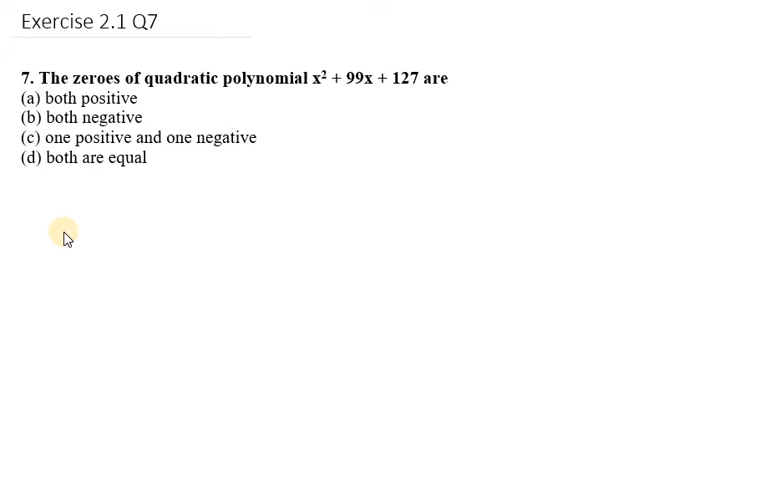 Exercise 2.1 Q7
7. The zeroes of quadratic polynomial x² + 99x + 127 are
(a) both positive
(b) both negative
(c) one positive and one negative
(d) both are equal